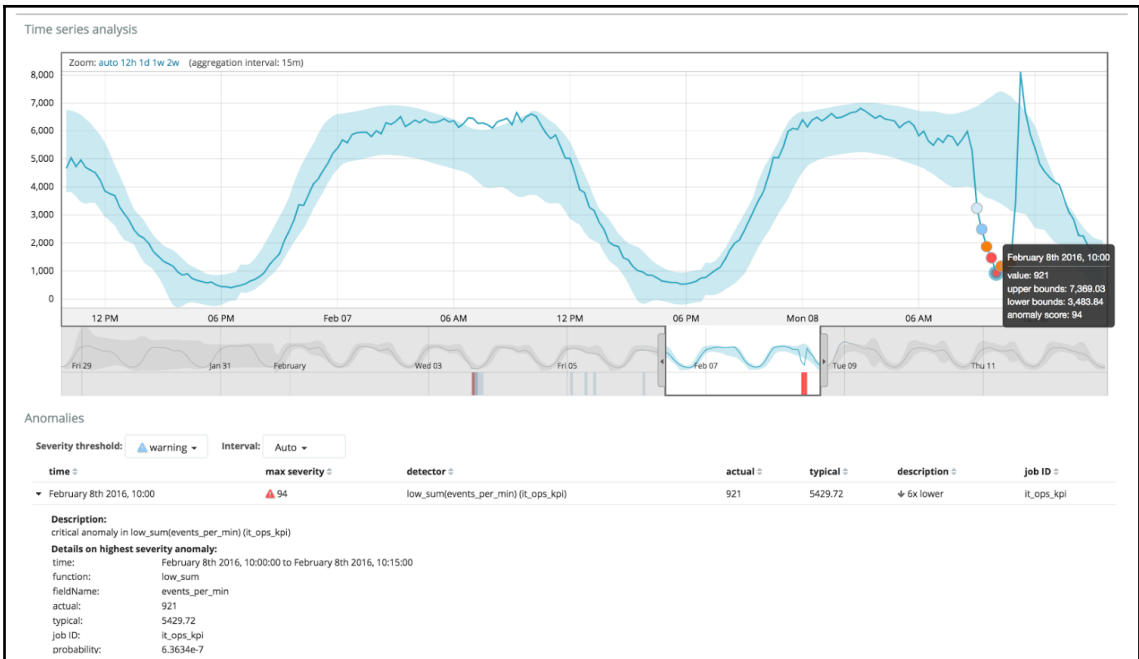 Time series analysis
Zoom: auto 12h 1d 1w 2w (aggregation interval: 15m)
8,000
7,000
6,000
5,000
4,000
3,000
2,000
1,000
0
February 8th 2016, 10:00
value: 921
upper bounds: 7,369.03
lower bounds: 3,483.84
anomaly score: 94
12 PM 06 PM Feb 07 06 AM 12 PM 06 PM Mon 08 06 AM
Fri 29 Jan 31 February Wed 03 Fri 05 Feb 07 Tue 09 Thu 11
Anomalies
Severity threshold: warning Interval: Auto
time max severity detector actual typical description job ID
February 8th 2016, 10:00 94 low_sum(events_per_min) (it_ops_kpi) 921 5429.72 6x lower it_ops_kpi
Description:
critical anomaly in low_sum(events_per_min) (it_ops_kpi)
Details on highest severity anomaly:
time: February 8th 2016, 10:00:00 to February 8th 2016, 10:15:00
function: low_sum
fieldName: events_per_min
actual: 921
typical: 5429.72
job ID: it_ops_kpi
probability: 6.3634e-7